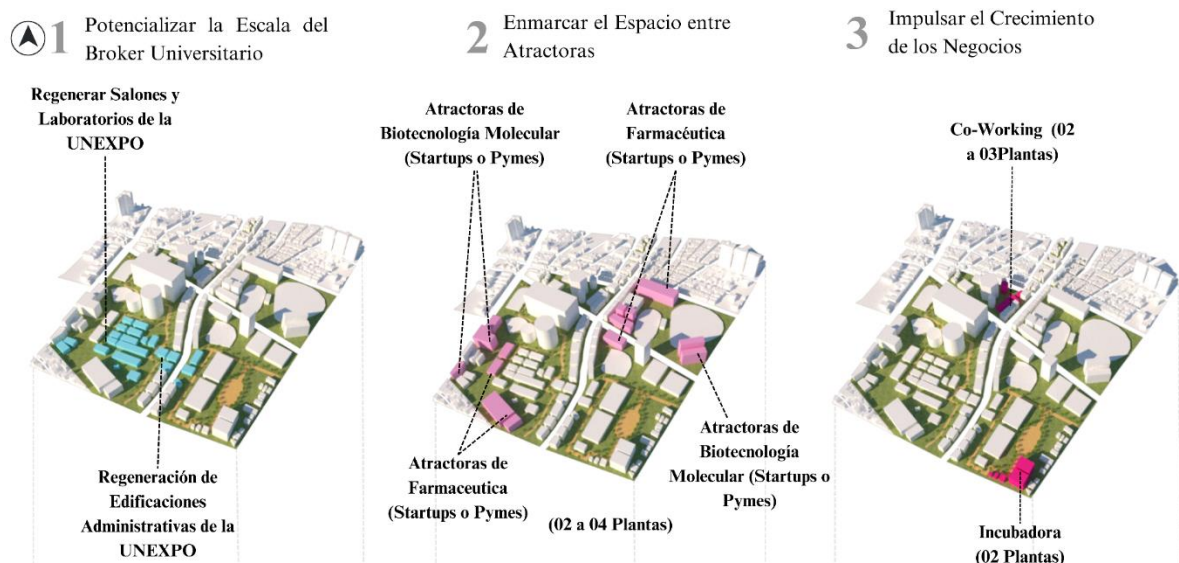 1
Potencializar la Escala del
Broker Universitario
Regenerar Salones y
Laboratorios de la
UNEXPO
Regeneración de
Edificaciones
Administrativas de la
UNEXPO
2
Enmarcar el Espacio entre
Atractoras
Atractoras de
Biotecnología Molecular
(Startups o Pymes)
Atractoras de
Farmacéutica
(Startups o Pymes)
Atractoras de
Farmaceutica
(Startups o Pymes)
(02 a 04 Plantas)
Atractoras de
Biotecnología
Molecular (Startups o
Pymes)
3
Impulsar el Crecimiento
de los Negocios
Co-Working (02
a 03Plantas)
Incubadora
(02 Plantas)